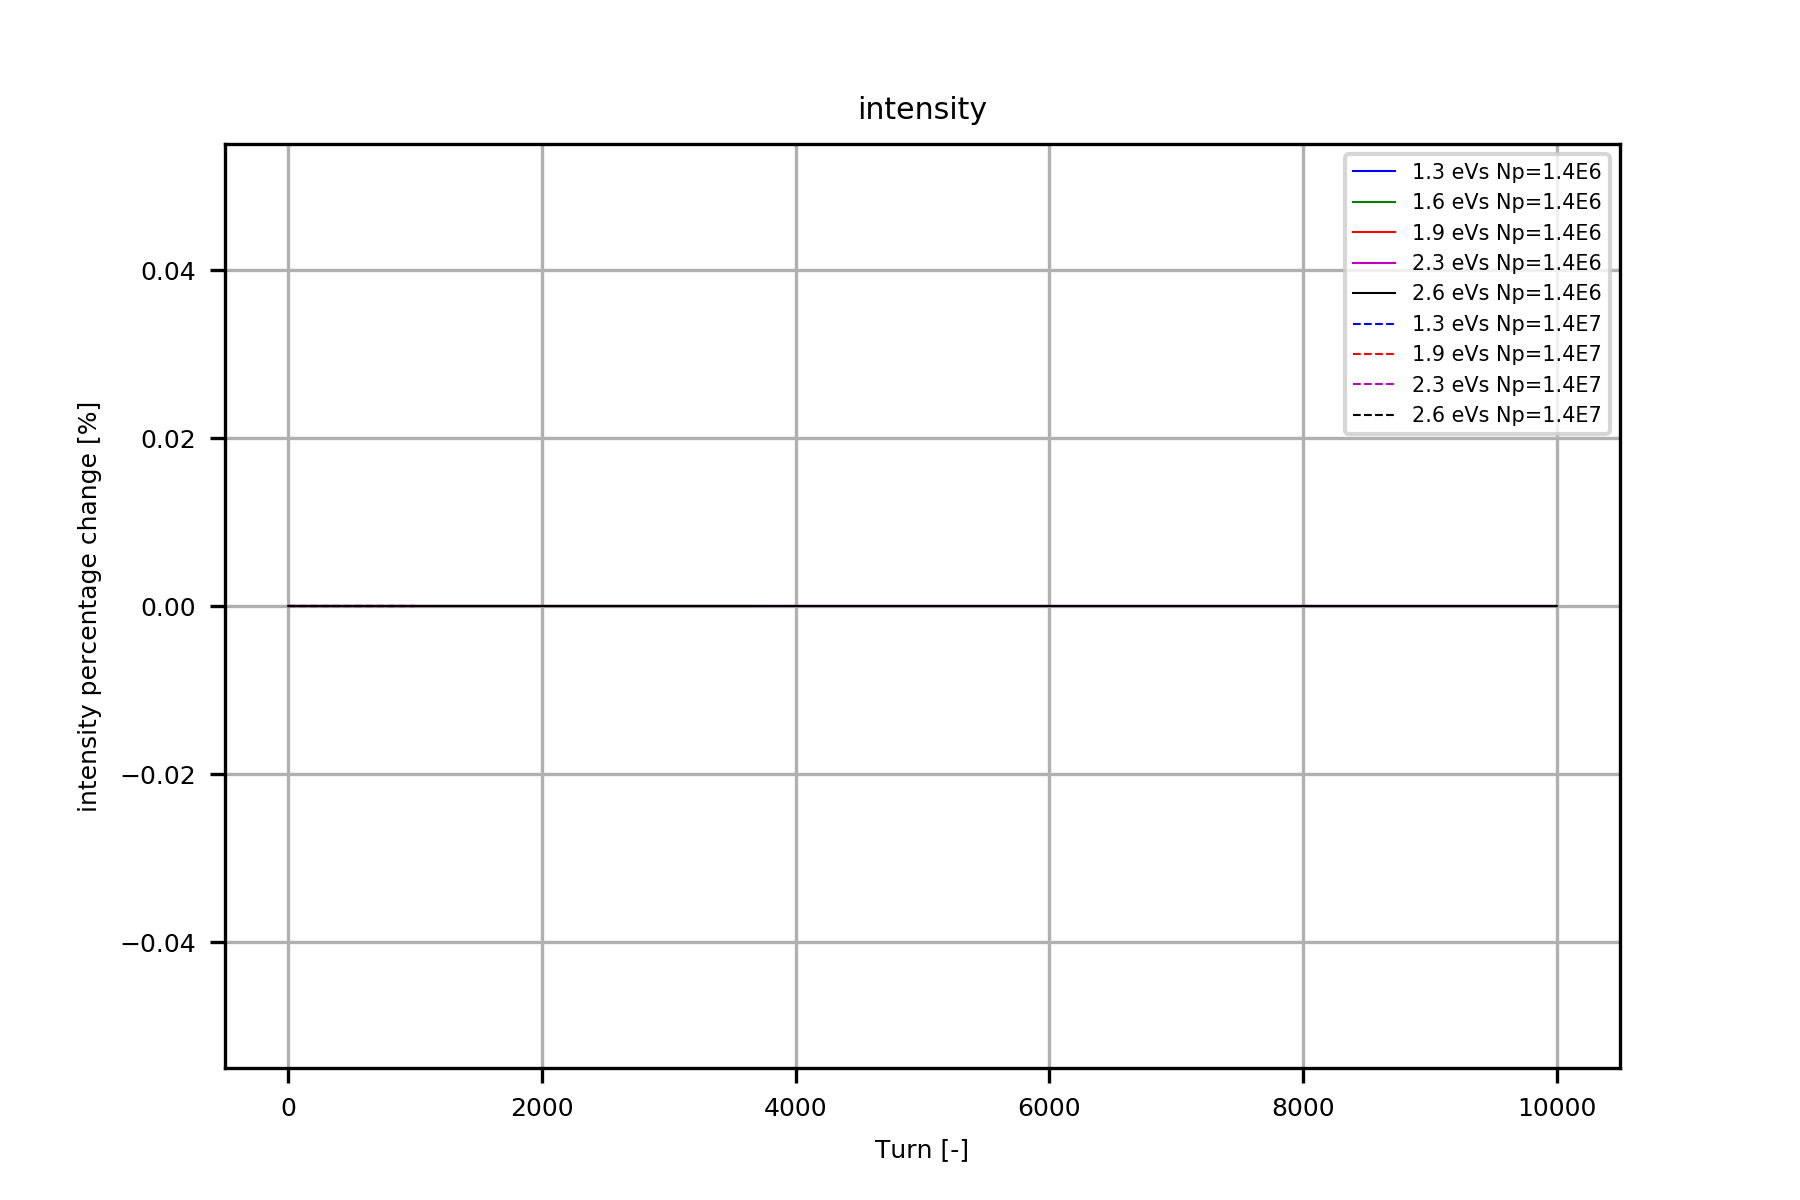 intensity
1.3 eVs Np=1.4E6
1.6 eVs Np=1.4E6
1.9 eVs Np=1.4E6
2.3 eVs Np=1.4E6
2.6 eVs Np=1.4E6
1.3 eVs Np=1.4E7
1.9 eVs Np=1.4E7
2.3 eVs Np=1.4E7
2.6 eVs Np=1.4E7
intensity percentage change [%]
0.04
0.02
0.00
−0.02
−0.04
0 2000 4000 6000 8000 10000
Turn [-]